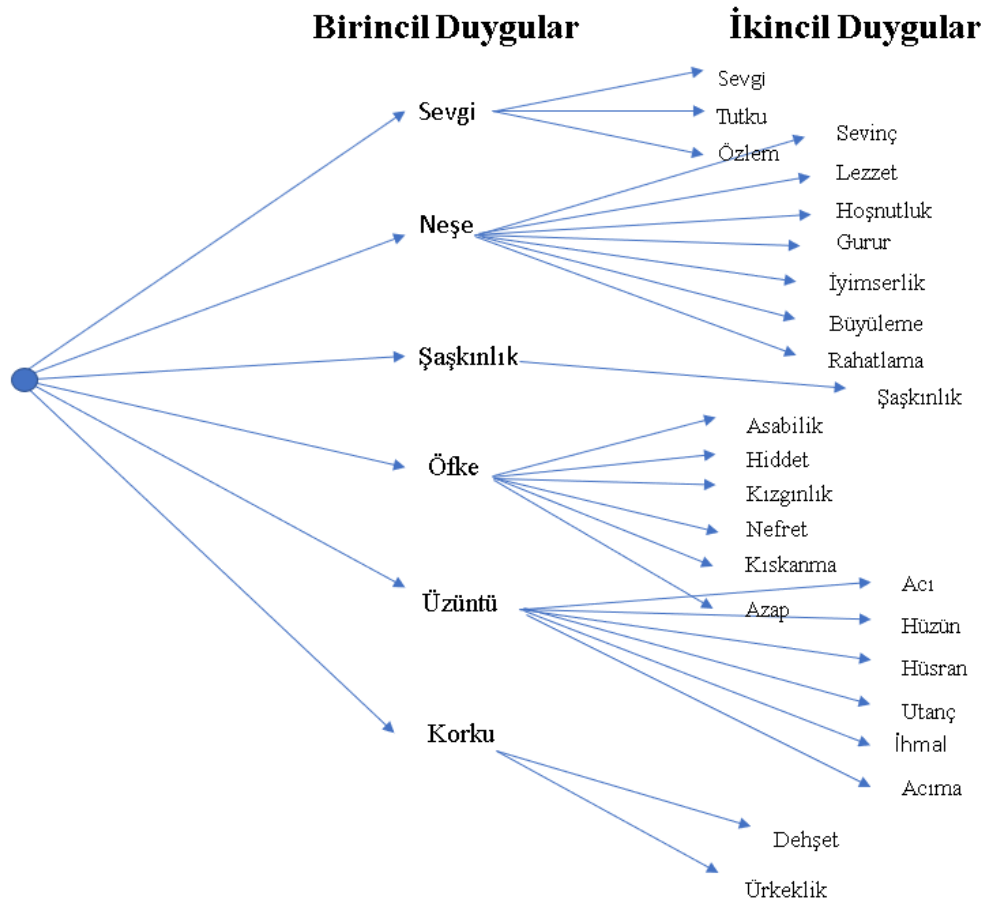 Birincil Duygular
İkincil Duygular
Sevgi
Sevgi
Tutku
Özlem
Neşe
Sevinç
Lezzet
Hoşnutluk
Gurur
İyimserlik
Büyüleme
Rahatlama
Şaşkınlık
Şaşkınlık
Öfke
Asabilik
Hiddet
Kızgınlık
Nefret
Kıskanma
Azap
Üzüntü
Acı
Hüzün
Hüsran
Utanç
İhmal
Acıma
Korku
Dehşet
Ürkeklik